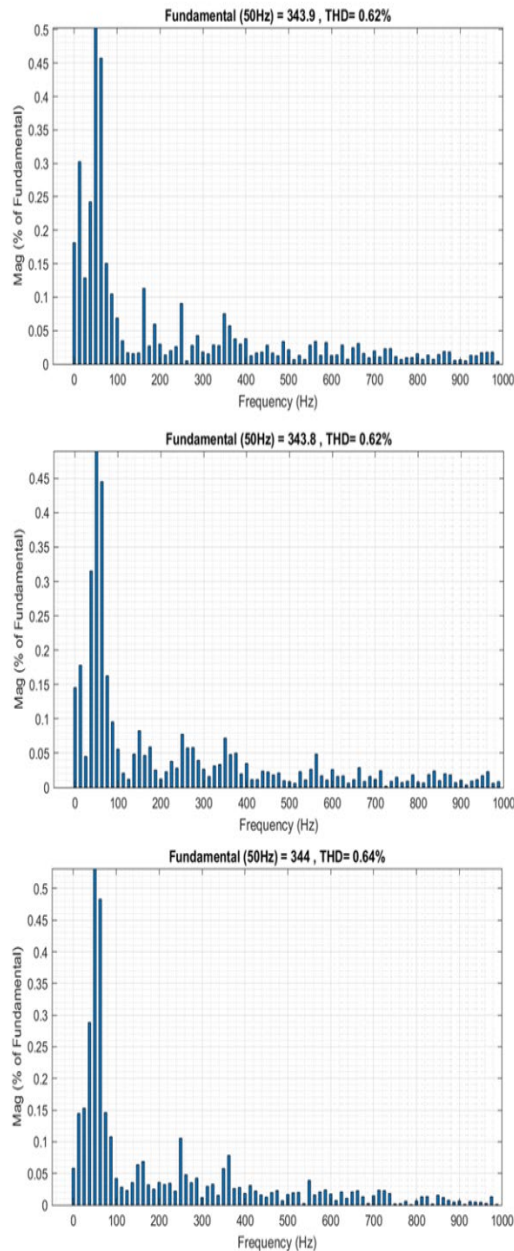 Fundamental (50Hz) = 343.9 , THD= 0.62%
0.5
0.45
0.4
0.35
0.3
0.25
0.2
0.15
0.1
0.05
0
Mag (% of Fundamental)
0 100 200 300 400 500 600 700 800 900 1000
Frequency (Hz)
Fundamental (50Hz) = 343.8 , THD= 0.62%
0.45
0.4
0.35
0.3
0.25
0.2
0.15
0.1
0.05
0
Mag (% of Fundamental)
0 100 200 300 400 500 600 700 800 900 1000
Frequency (Hz)
Fundamental (50Hz) = 344 , THD= 0.64%
0.5
0.45
0.4
0.35
0.3
0.25
0.2
0.15
0.1
0.05
0
Mag (% of Fundamental)
0 100 200 300 400 500 600 700 800 900 1000
Frequency (Hz)